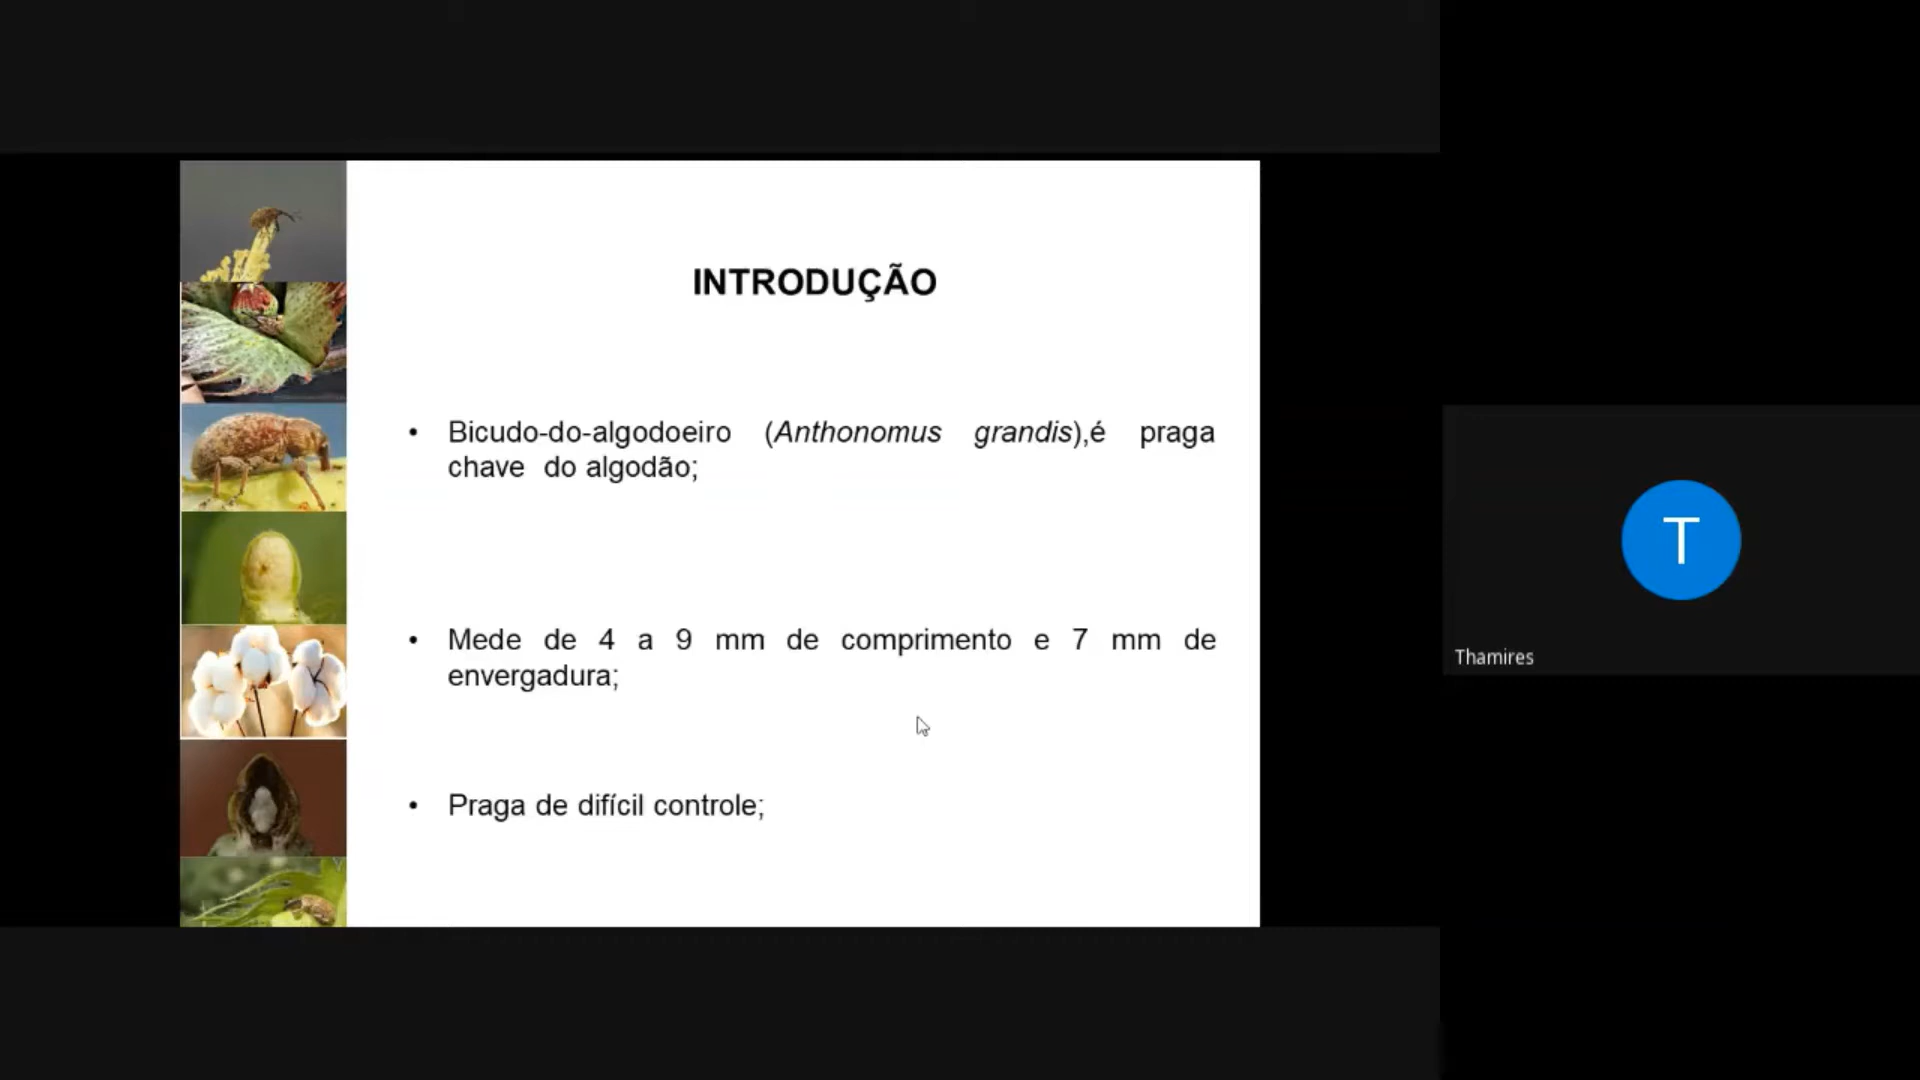 INTRODUÇÃO
• Bicudo-do-algodoeiro (Anthonomus grandis),é praga
chave do algodão;
• Mede de 4 a 9 mm de comprimento e 7 mm de
envergadura;
• Praga de difícil controle;
T
Thamires